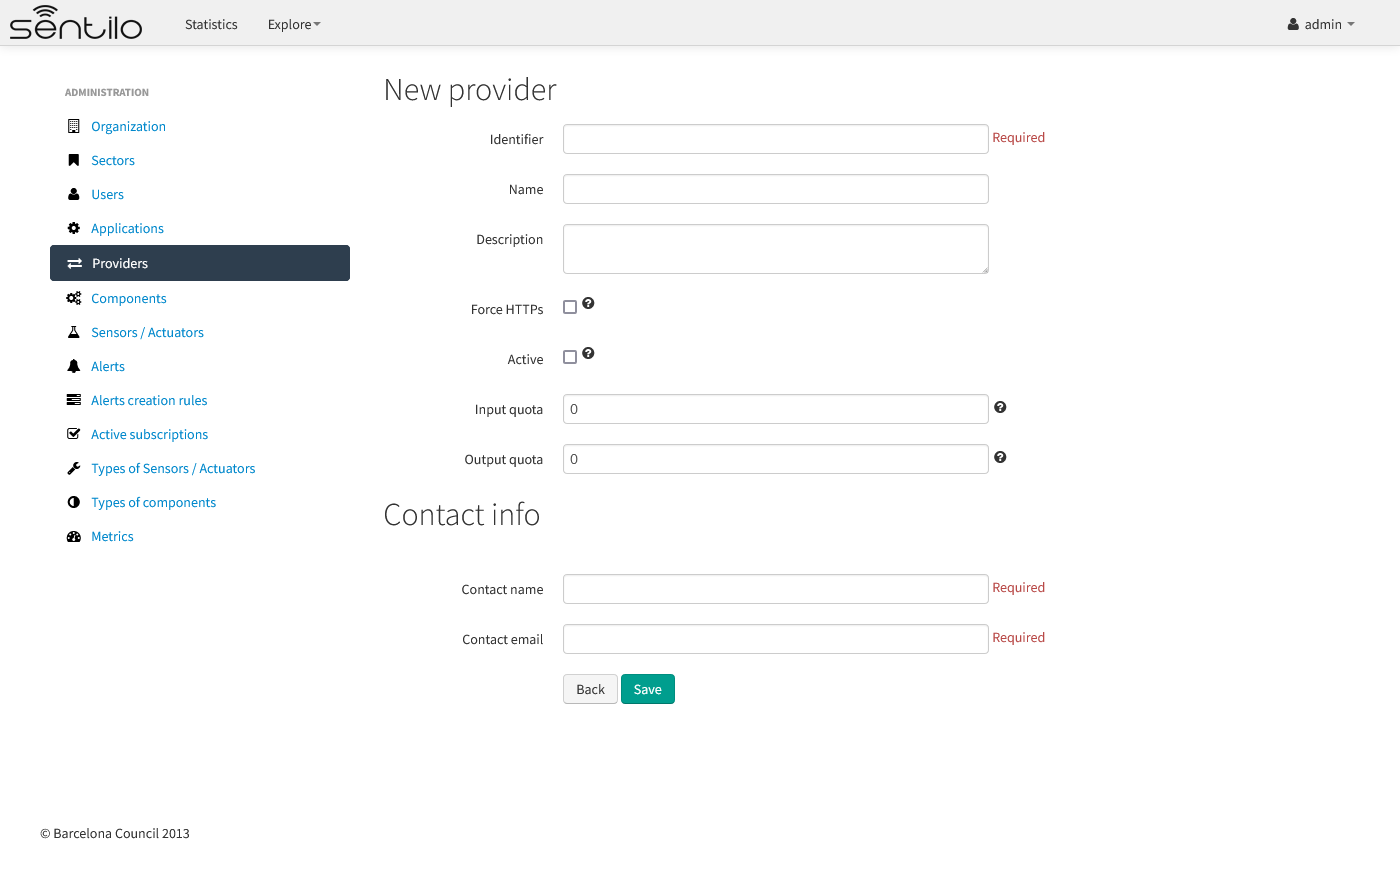 sentilo Statistics Explore admin
ADMINISTRATION
Organization
Sectors
Users
Applications
Providers
Components
Sensors / Actuators
Alerts
Alerts creation rules
Active subscriptions
Types of Sensors / Actuators
Types of components
Metrics
New provider
Identifier Required
Name
Description
Force HTTPs
Active
Input quota 0
Output quota 0
Contact info
Contact name Required
Contact email Required
Back Save
© Barcelona Council 2013